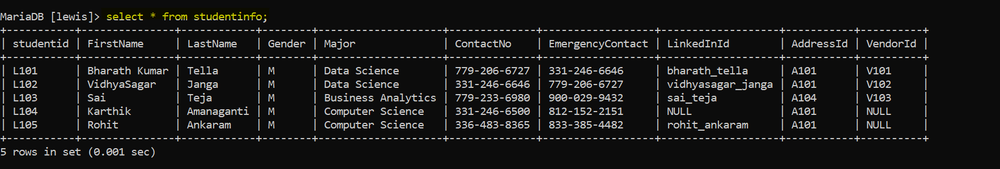 MariaDB [lewis]> select * from studentinfo;
+-----------+---------------+------------+--------+--------------------+--------------+------------------+-------------------+-----------+----------+
| studentid | FirstName     | LastName   | Gender | Major              | ContactNo    | EmergencyContact | LinkedInId        | AddressId | VendorId |
+-----------+---------------+------------+--------+--------------------+--------------+------------------+-------------------+-----------+----------+
| L101      | Bharath Kumar | Tella      | M      | Data Science       | 779-206-6727 | 331-246-6646     | bharath_tella     | A101      | V101     |
| L102      | VidhyaSagar   | Janga      | M      | Data Science       | 331-246-6646 | 779-206-6727     | vidhyasagar_janga | A101      | V102     |
| L103      | Sai           | Teja       | M      | Business Analytics | 779-233-6980 | 900-029-9432     | sai_teja          | A104      | V103     |
| L104      | Karthik       | Amanaganti | M      | Computer Science   | 331-246-6500 | 812-152-2151     | NULL              | A101      | NULL     |
| L105      | Rohit         | Ankaram    | M      | Computer Science   | 336-483-8365 | 833-385-4482     | rohit_ankaram     | A101      | NULL     |
+-----------+---------------+------------+--------+--------------------+--------------+------------------+-------------------+-----------+----------+
5 rows in set (0.001 sec)